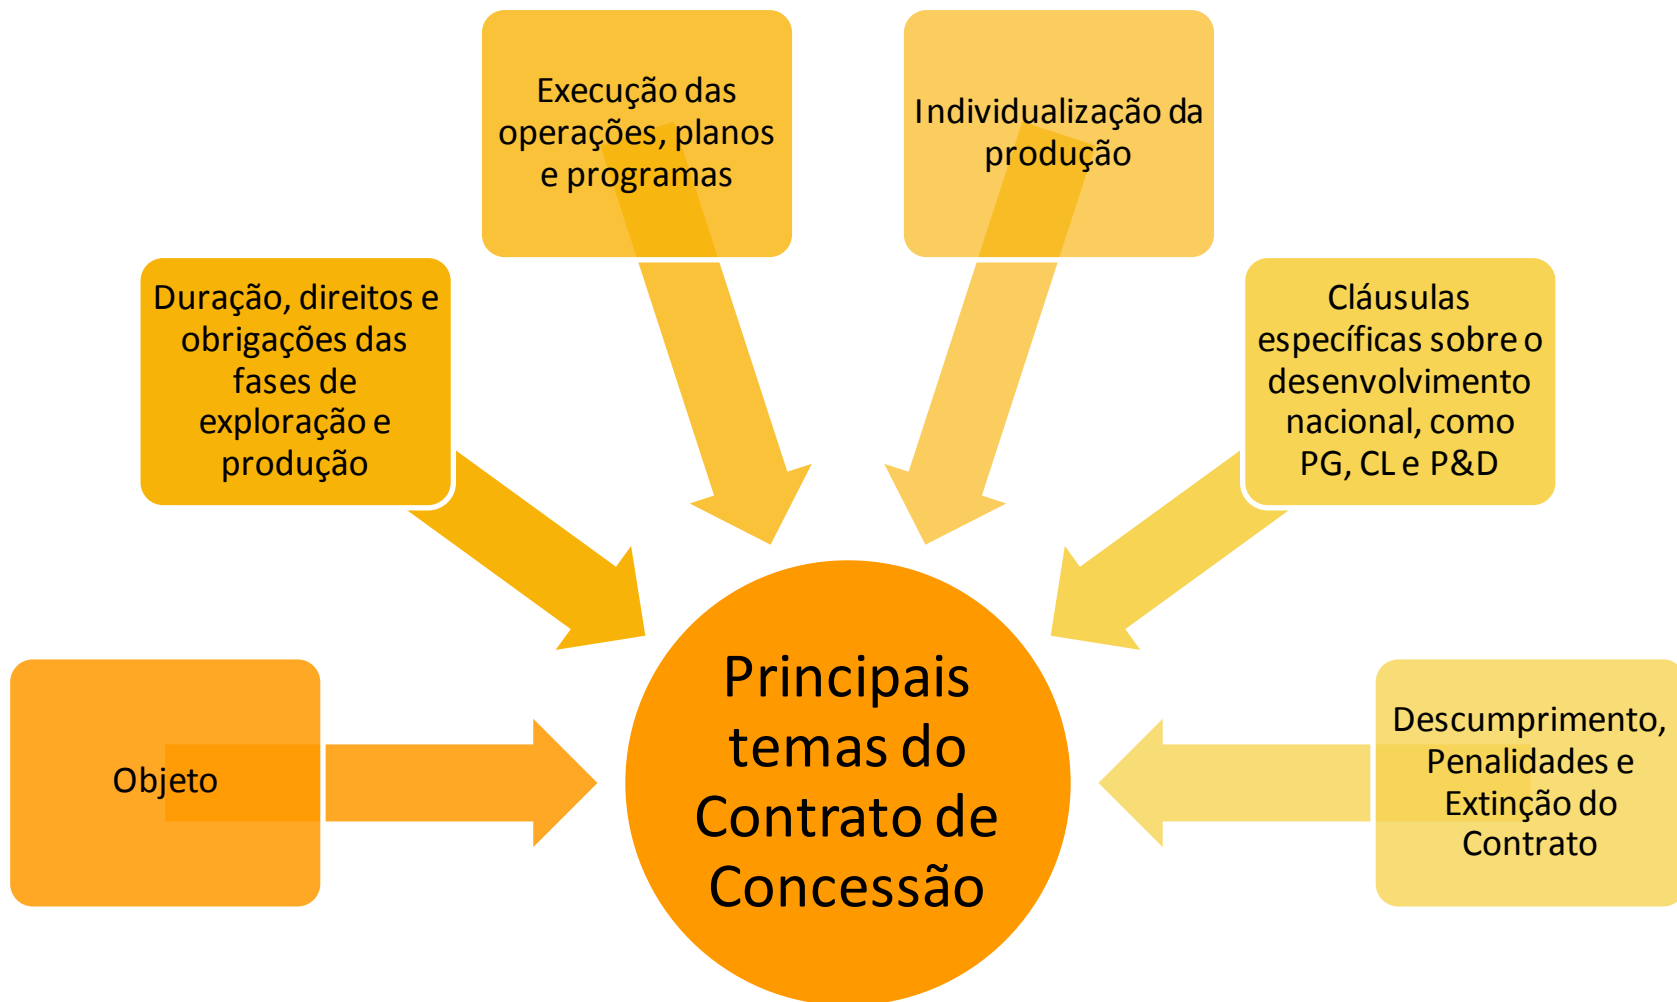 Execução das
operações, planos
e programas
Individualização da
produção
Duração, direitos e
obrigações das
fases de
exploração e
produção
Cláusulas
específicas sobre o
desenvolvimento
nacional, como
PG, CL e P&D
Objeto
Principais
temas do
Contrato de
Concessão
Descumprimento,
Penalidades e
Extinção do
Contrato